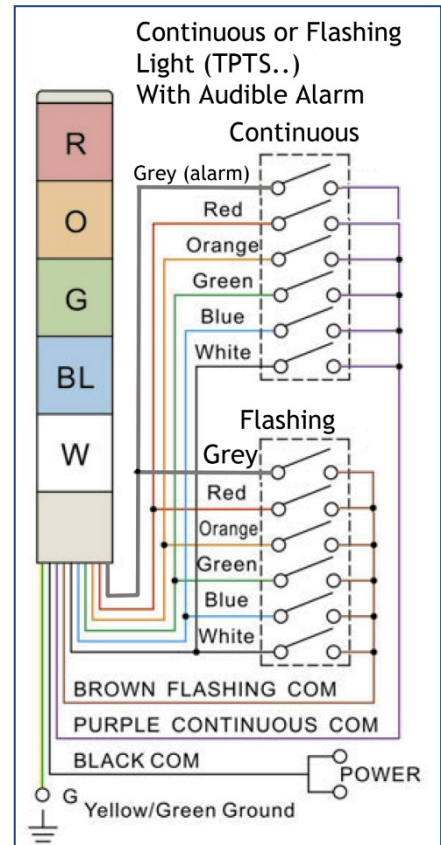 Continuous or Flashing
Light (TPTS..)
With Audible Alarm
Continuous
Grey (alarm)
Red
Orange
Green
Blue
White
R
O
G
BL
W
Flashing
Grey
Red
Orange
Green
Blue
White
BROWN FLASHING COM
PURPLE CONTINUOUS COM
BLACK COM
POWER
G
Yellow/Green Ground